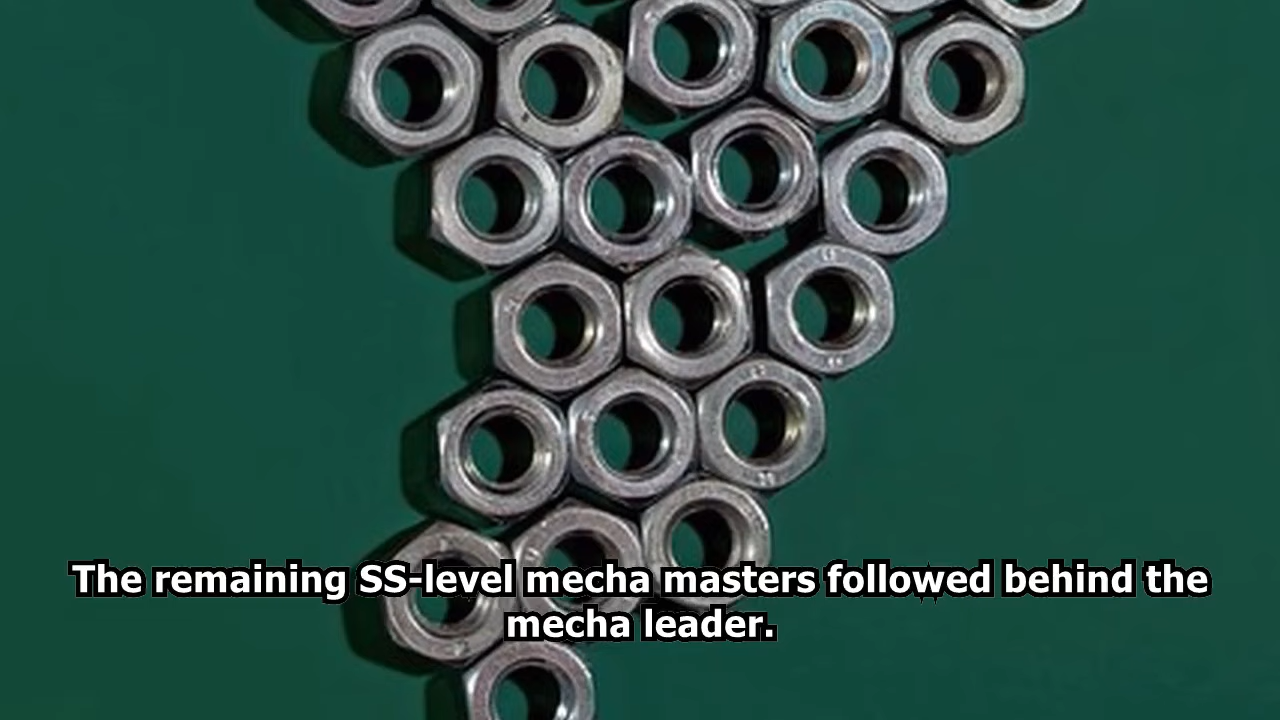 The remaining SS-level mecha masters followed behind the
mecha leader.